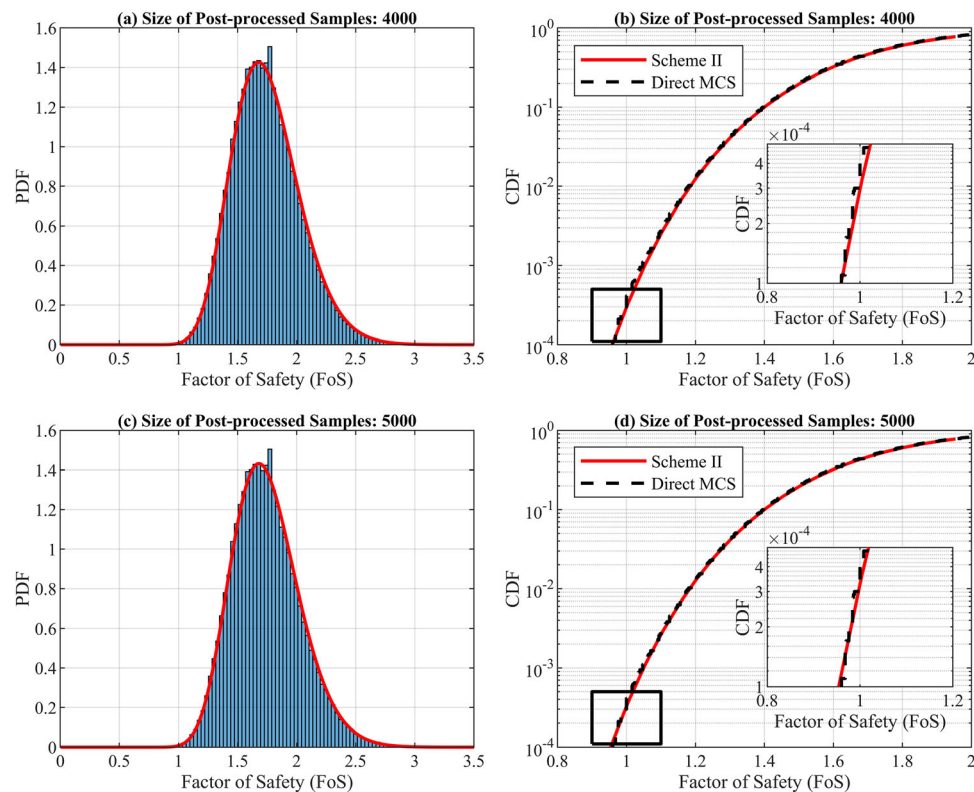 (a) Size of Post-processed Samples: 4000
1.6
1.4
1.2
1
0.8
0.6
0.4
0.2
0
PDF
0 0.5 1 1.5 2 2.5 3 3.5
Factor of Safety (FoS)
(b) Size of Post-processed Samples: 4000
10^0
10^-1
10^-2
10^-3
10^-4
CDF
Scheme II
Direct MCS
×10^-4
4
3
2
1
CDF
0.8 1 1.2
Factor of Safety (FoS)
0.8 1 1.2 1.4 1.6 1.8 2
Factor of Safety (FoS)
(c) Size of Post-processed Samples: 5000
1.6
1.4
1.2
1
0.8
0.6
0.4
0.2
0
PDF
0 0.5 1 1.5 2 2.5 3 3.5
Factor of Safety (FoS)
(d) Size of Post-processed Samples: 5000
10^0
10^-1
10^-2
10^-3
10^-4
CDF
Scheme II
Direct MCS
×10^-4
4
3
2
1
CDF
0.8 1 1.2
Factor of Safety (FoS)
0.8 1 1.2 1.4 1.6 1.8 2
Factor of Safety (FoS)